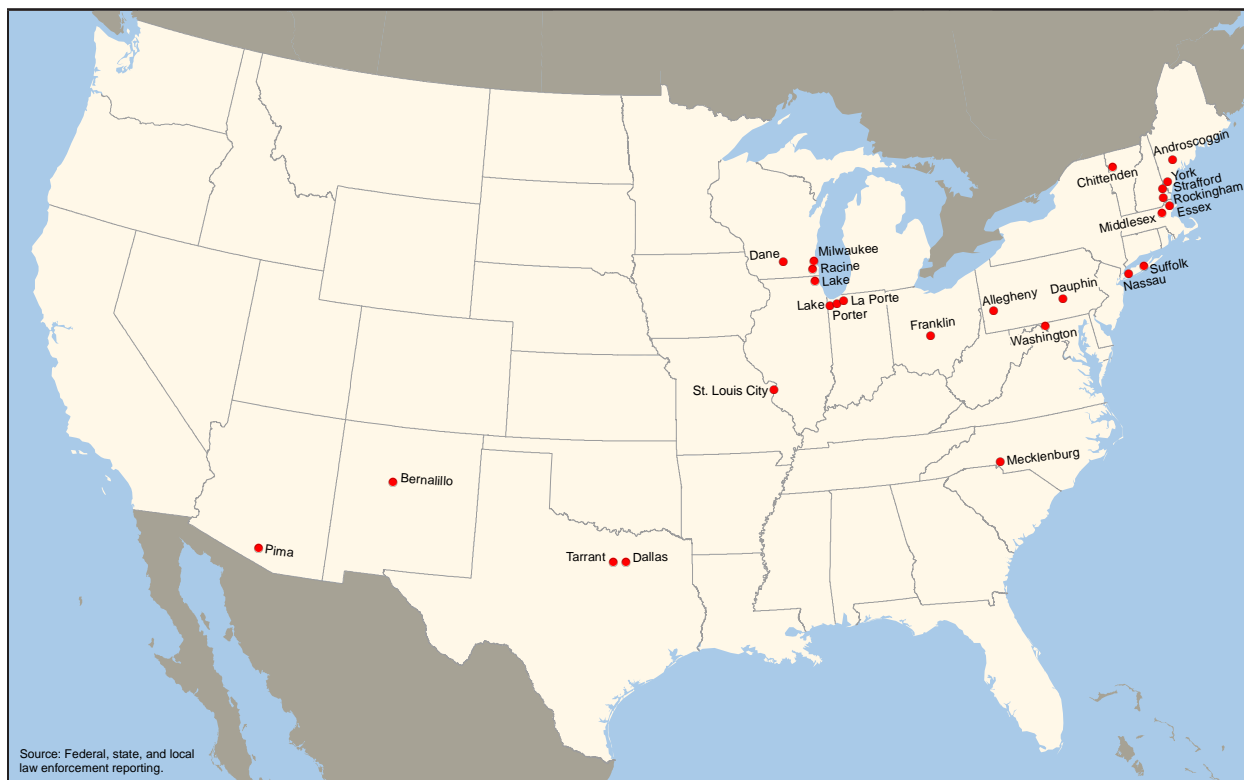 Androscoggin
Chittenden
York
Strafford
Rockingham
Essex
Middlesex
Dane
Milwaukee
Racine
Lake
Suffolk
Nassau
Lake
La Porte
Porter
Allegheny
Dauphin
Franklin
Washington
St. Louis City
Mecklenburg
Bernalillo
Pima
Tarrant
Dallas
Source: Federal, state, and local
law enforcement reporting.